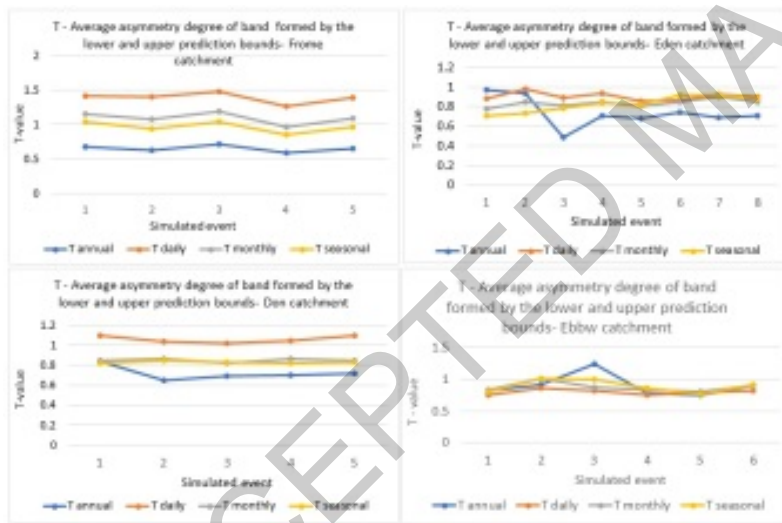 T - Average asymmetry degree of band formed by the
lower and upper prediction bounds- Frome
catchment
2
1.5
1
0.5
0
T-value
1 2 3 4 5
Simulated event
T annual T daily T monthly T seasonal
T - Average asymmetry degree of band formed by the
lower and upper prediction bounds- Eden catchment
1.2
1
0.8
0.6
0.4
0.2
0
T-value
1 2 3 4 5 6 7 8
Simulated event
T annual T daily T monthly T seasonal
T - Average asymmetry degree of band formed by the
lower and upper prediction bounds- Don catchment
1.2
1
0.8
0.6
0.4
0.2
0
T-value
1 2 3 4 5
Simulated event
T annual T daily T monthly T seasonal
T - Average asymmetry degree of band
formed by the lower and upper prediction
bounds- Ebbw catchment
1.5
1
0.5
0
T - value
1 2 3 4 5 6
Simulated event
T annual T daily T monthly T seasonal
CEPTED MA